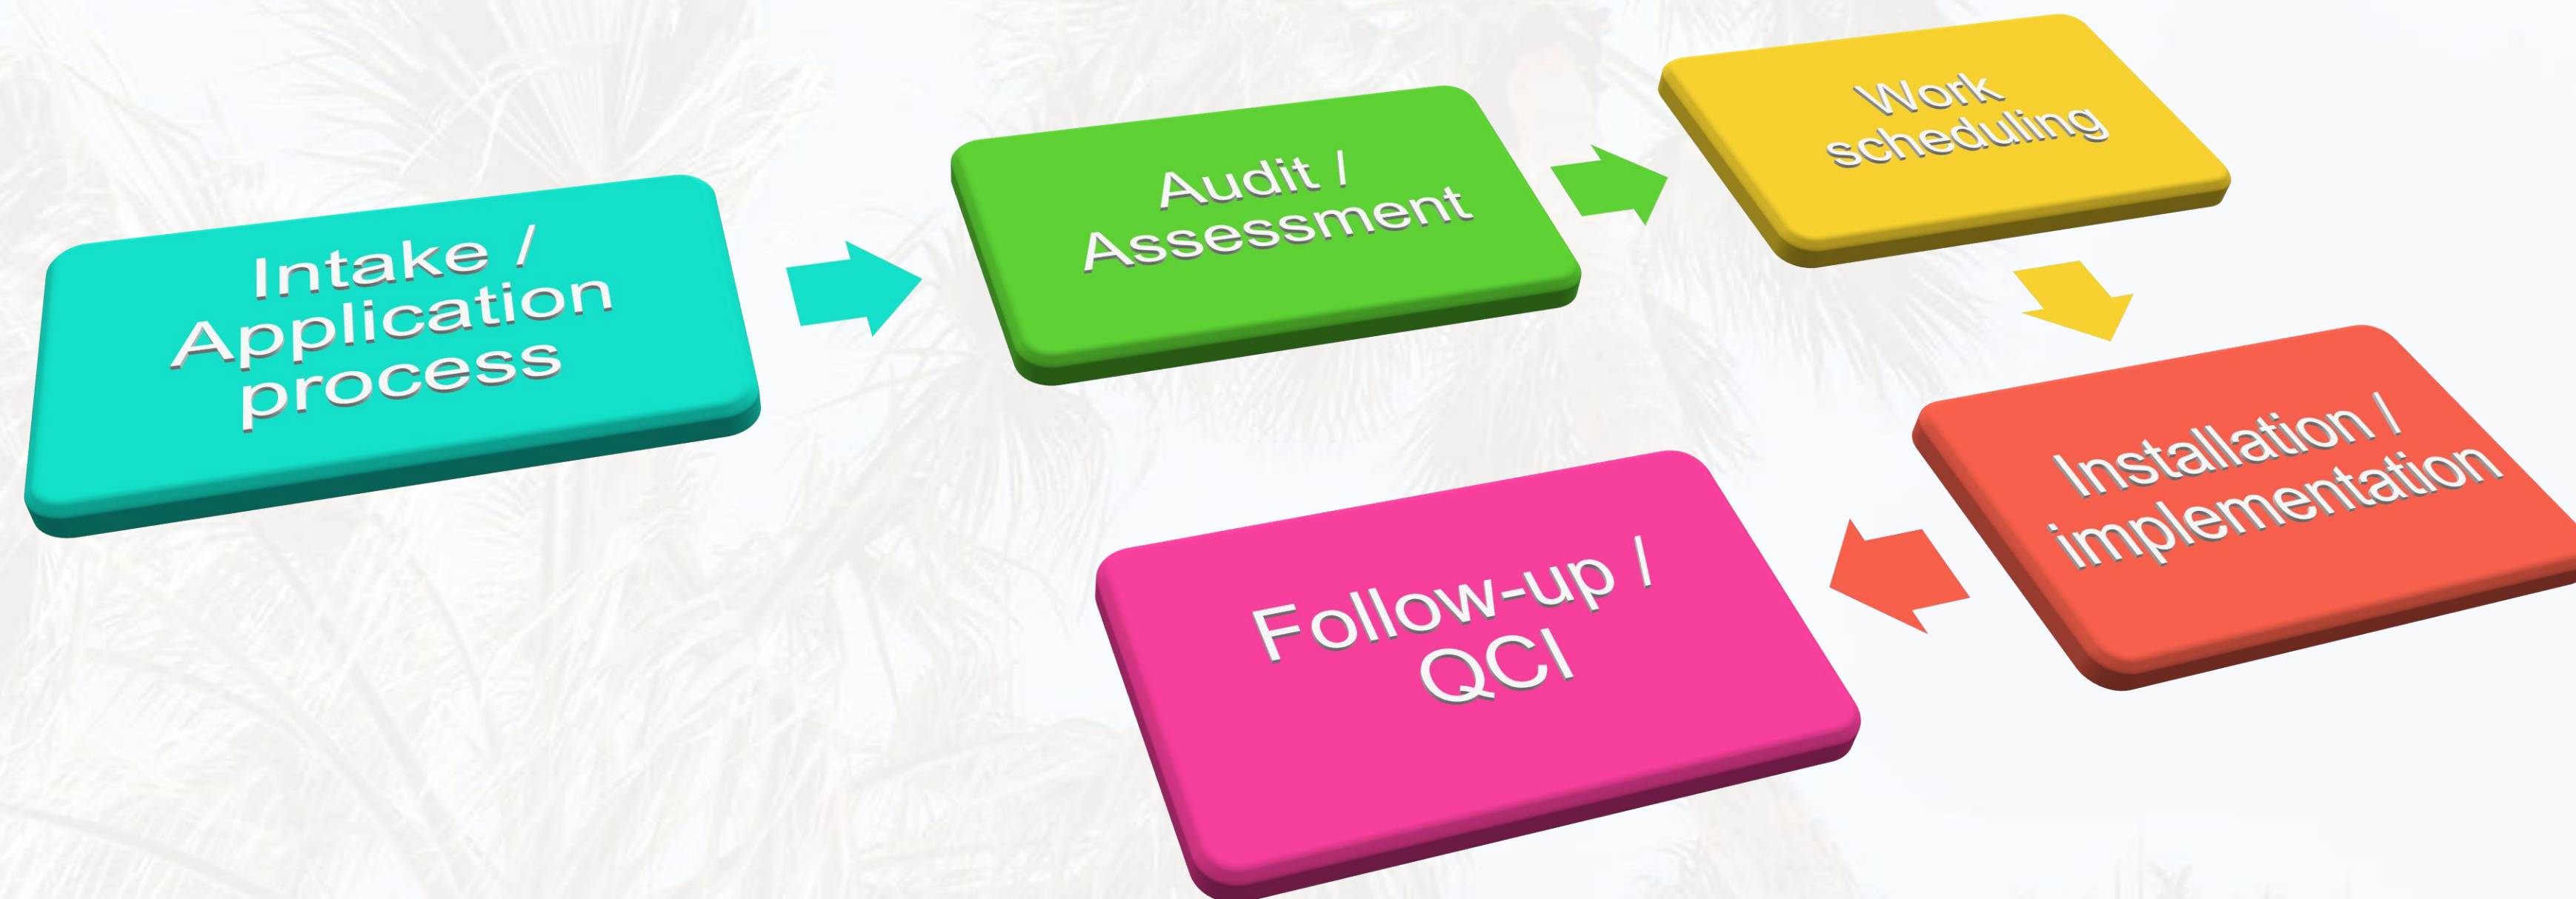 Intake /
Application
process
Audit /
Assessment
Work
scheduling
Installation /
implementation
Follow-up /
QCI